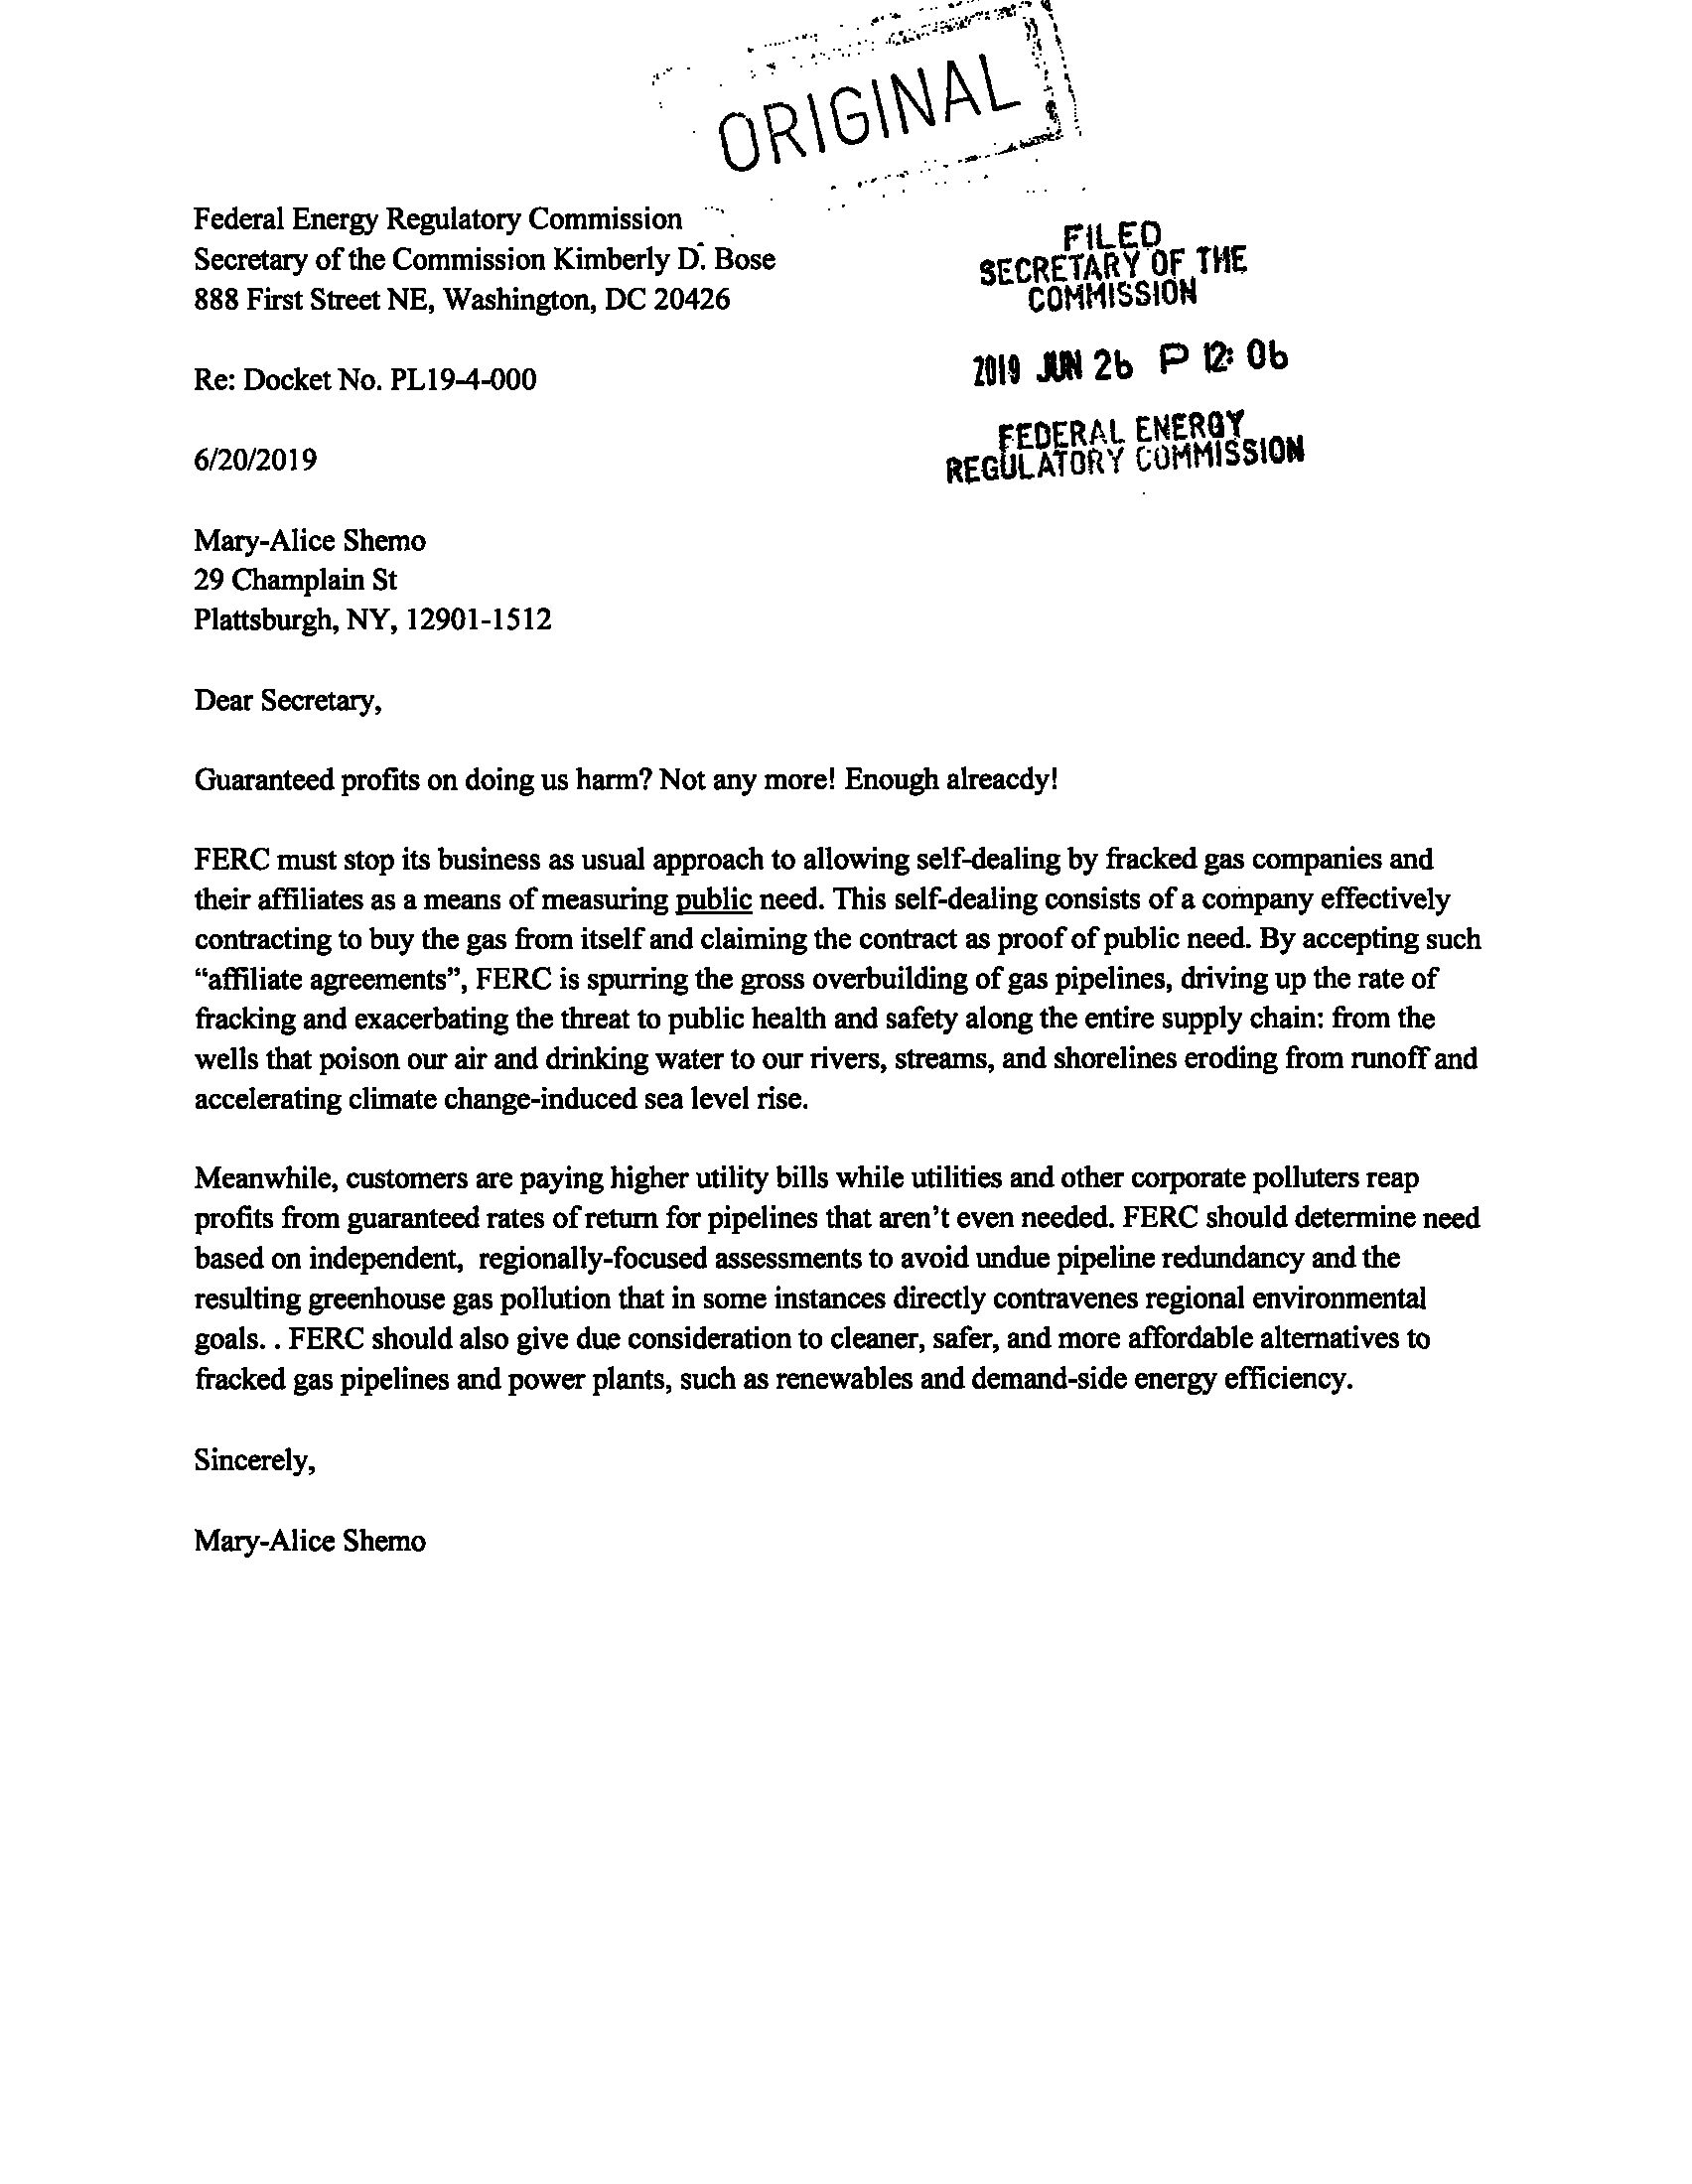 ORIGINAL
Federal Energy Regulatory Commission
Secretary of the Commission Kimberly D. Bose
888 First Street NE, Washington, DC 20426
FILED
SECRETARY OF THE
COMMISSION
2019 JUN 26 P 12: 06
FEDERAL ENERGY
REGULATORY COMMISSION
Re: Docket No. PL19-4-000
6/20/2019
Mary-Alice Shemo
29 Champlain St
Plattsburgh, NY, 12901-1512
Dear Secretary,
Guaranteed profits on doing us harm? Not any more! Enough alreacdy!
FERC must stop its business as usual approach to allowing self-dealing by fracked gas companies and
their affiliates as a means of measuring public need. This self-dealing consists of a company effectively
contracting to buy the gas from itself and claiming the contract as proof of public need. By accepting such
“affiliate agreements”, FERC is spurring the gross overbuilding of gas pipelines, driving up the rate of
fracking and exacerbating the threat to public health and safety along the entire supply chain: from the
wells that poison our air and drinking water to our rivers, streams, and shorelines eroding from runoff and
accelerating climate change-induced sea level rise.
Meanwhile, customers are paying higher utility bills while utilities and other corporate polluters reap
profits from guaranteed rates of return for pipelines that aren’t even needed. FERC should determine need
based on independent,  regionally-focused assessments to avoid undue pipeline redundancy and the
resulting greenhouse gas pollution that in some instances directly contravenes regional environmental
goals. . FERC should also give due consideration to cleaner, safer, and more affordable alternatives to
fracked gas pipelines and power plants, such as renewables and demand-side energy efficiency.
Sincerely,
Mary-Alice Shemo